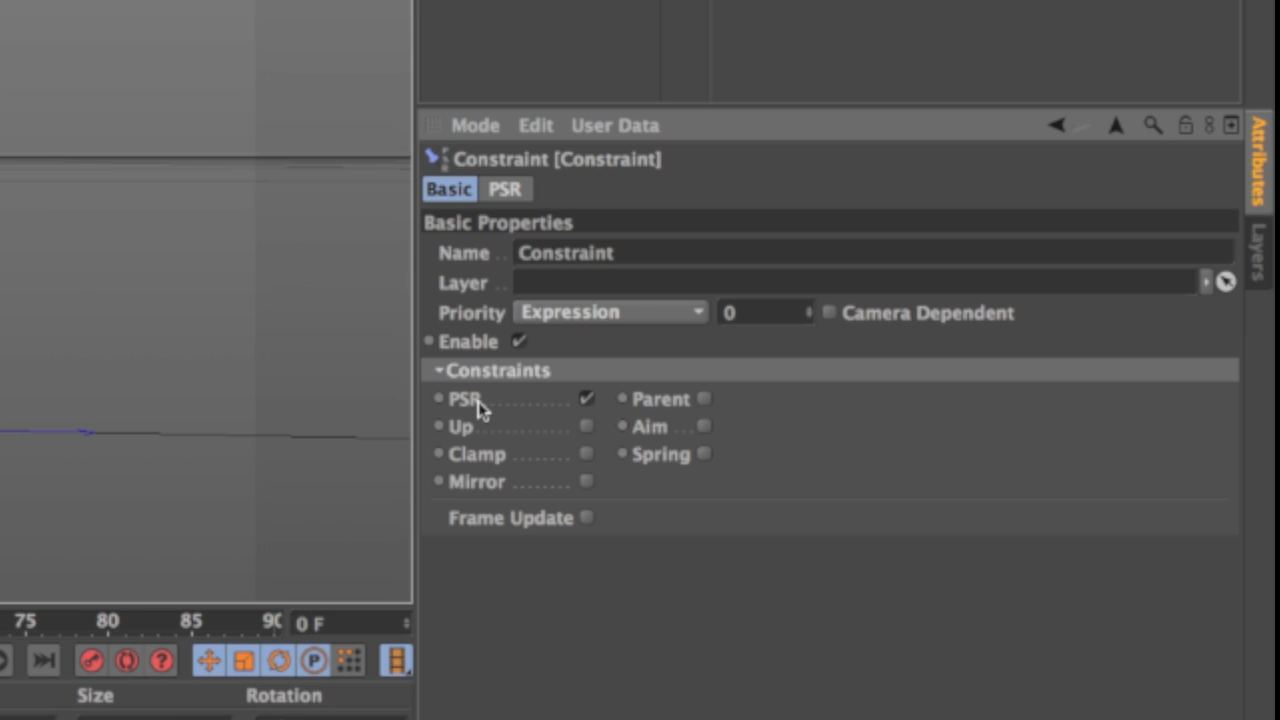 Mode Edit User Data
Constraint [Constraint]
Basic PSR
Basic Properties
Name Constraint
Layer
Priority Expression 0 Camera Dependent
Enable
Constraints
PSR Parent
Up Aim
Clamp Spring
Mirror
Frame Update
Attributes
Layers
75 80 85 90 0 F
P
Size Rotation